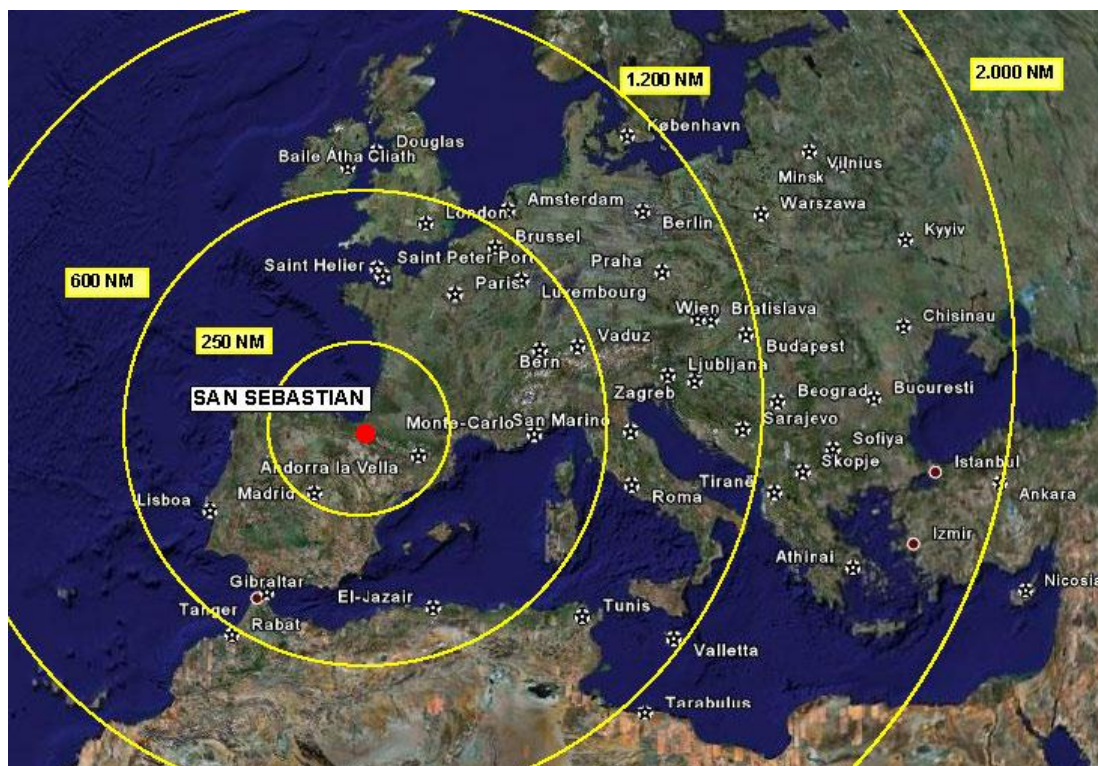 1.200 NM
2.000 NM
København
Douglas
Baile Átha Cliath
Vilnius
Minsk
Amsterdam
Warszawa
London
Berlin
Brussel
Kyyiv
Saint Helier
Saint Peter Port
Praha
600 NM
Paris
Luxembourg
Wien
Bratislava
Chisinau
250 NM
Vaduz
Budapest
Bern
Ljubljana
SAN SEBASTIAN
Zagreb
Beograd
Bucuresti
Monte-Carlo
San Marino
Sarajevo
Sofiya
Andorra la Vella
Skopje
Istanbul
Lisboa
Madrid
Roma
Tiranë
Ankara
Izmir
Athinai
Gibraltar
El-Jazair
Nicosia
Tanger
Tunis
Rabat
Valletta
Tarabulus